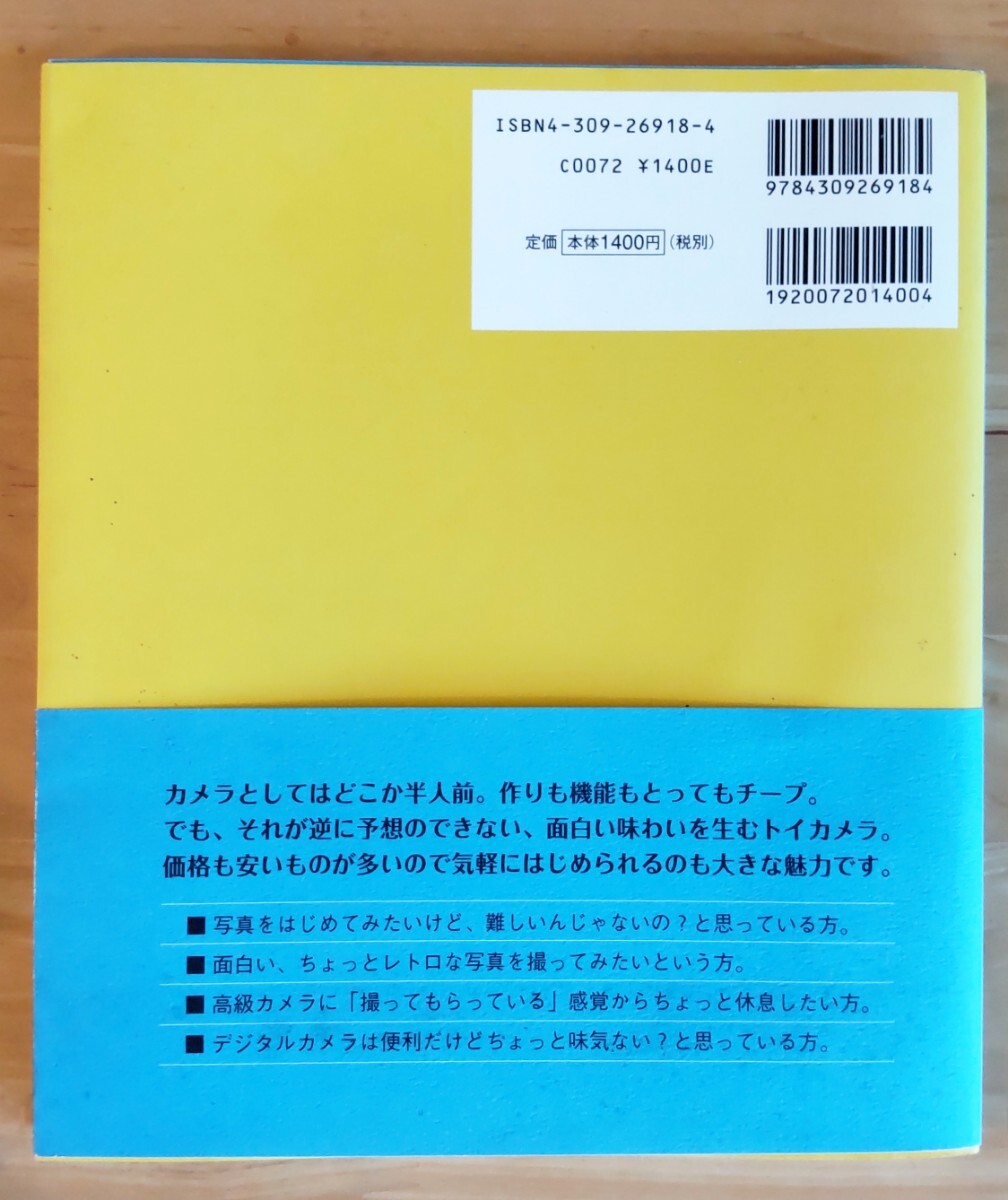 ISBN4-309-26918-4
C0072 ¥1400E
9784309269184
定価 本体1400円 (税別)
1920072014004
カメラとしてはどこか半人前。作りも機能もとってもチープ。
でも、それが逆に予想のできない、面白い味わいを生むトイカメラ。
価格も安いものが多いので気軽にはじめられるのも大きな魅力です。
■ 写真をはじめてみたいけど、難しいんじゃないの？と思っている方。
■ 面白い、ちょっとレトロな写真を撮ってみたいという方。
■ 高級カメラに「撮ってもらっている」感覚からちょっと休息したい方。
■ デジタルカメラは便利だけどちょっと味気ない？と思っている方。